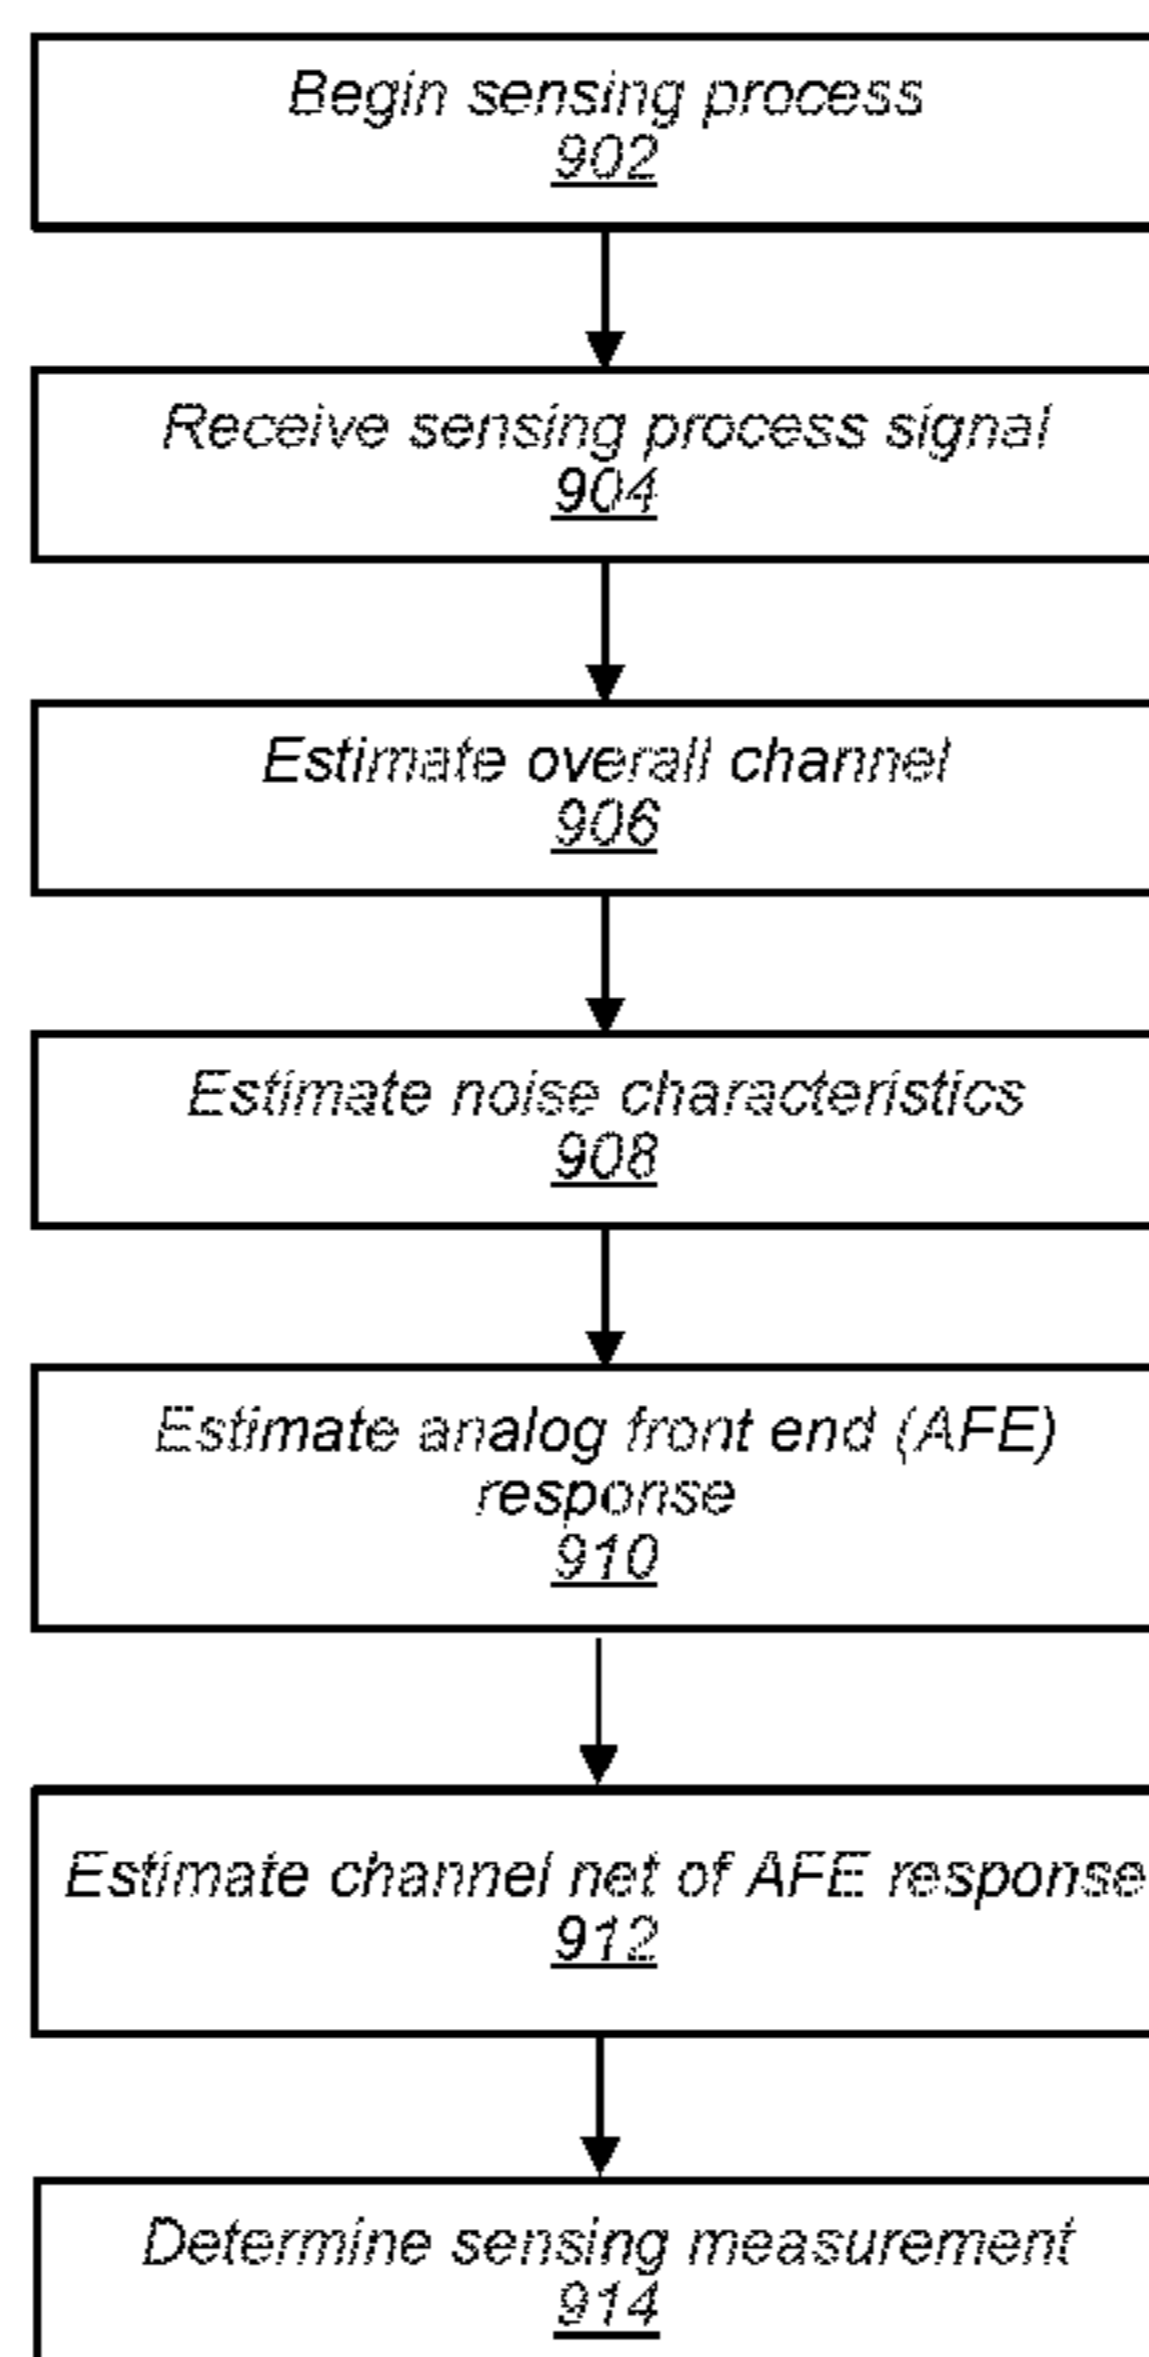 Begin sensing process
902
Receive sensing process signal
904
Estimate overall channel
906
Estimate noise characteristics
908
Estimate analog front end (AFE)
response
910
Estimate channel net of AFE response
912
Determine sensing measurement
914